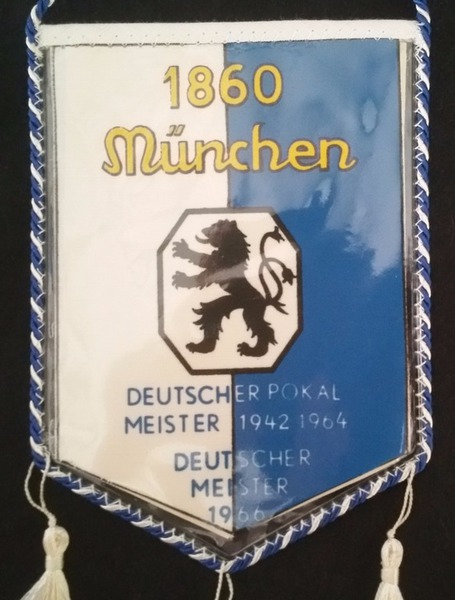 1860
München
DEUTSCHER POKAL
MEISTER 1942 1964
DEUTSCHER
MEISTER
1966